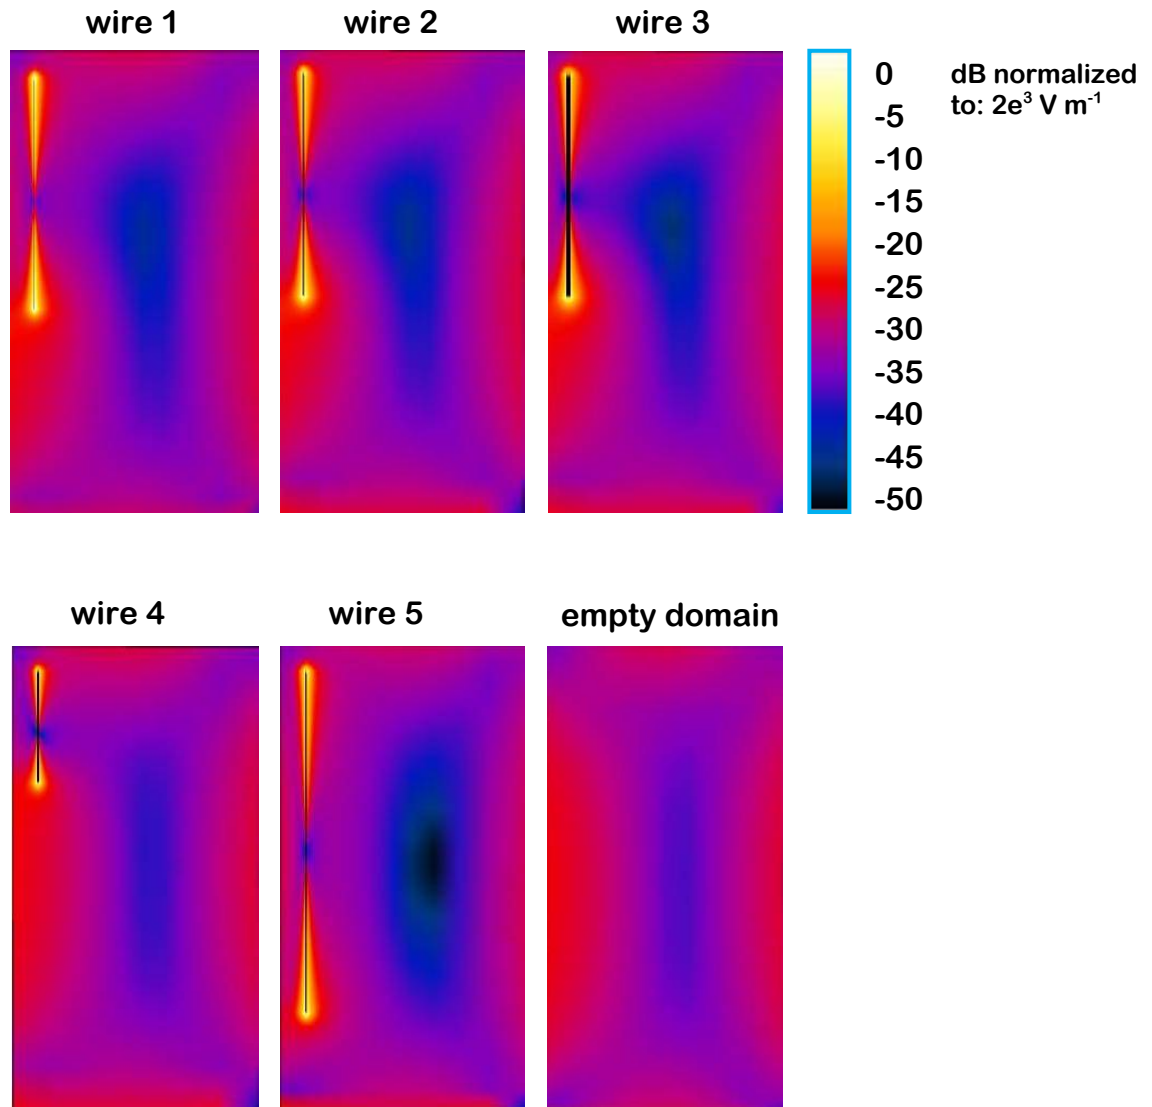 wire 1
wire 2
wire 3
0
-5
-10
-15
-20
-25
-30
-35
-40
-45
-50
dB normalized
to: 2e³ V m⁻¹
wire 4
wire 5
empty domain